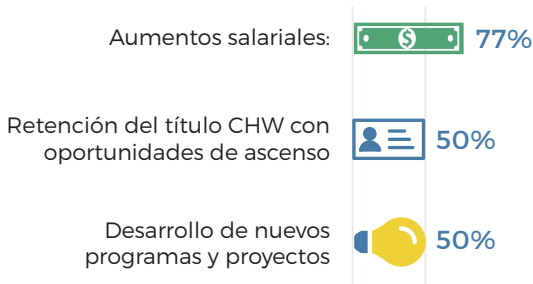 Aumentos salariales:
77%
Retención del título CHW con
oportunidades de ascenso
50%
Desarrollo de nuevos
programas y proyectos
50%